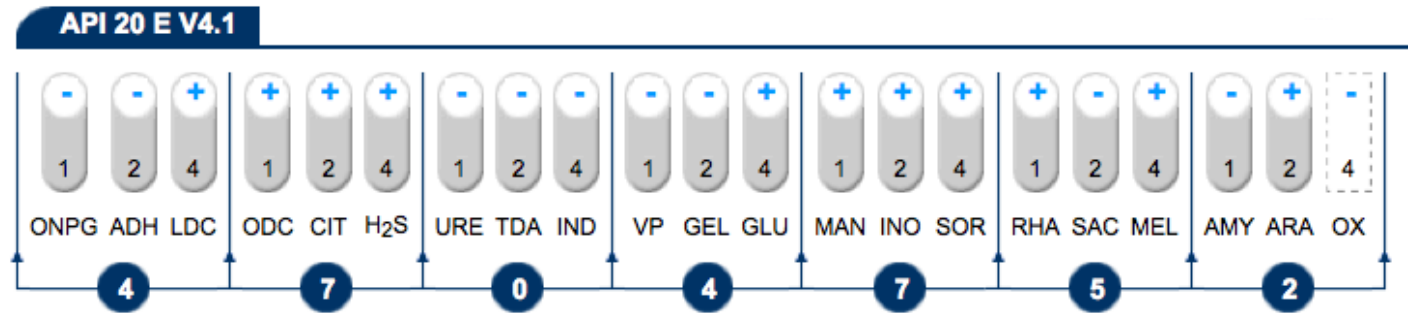 API 20 E V4.1
- - + + + + - - - - - + + + + + - + - + -
1 2 4 1 2 4 1 2 4 1 2 4 1 2 4 1 2 4 1 2 4
ONPG ADH LDC ODC CIT H₂S URE TDA IND VP GEL GLU MAN INO SOR RHA SAC MEL AMY ARA OX
4 7 0 4 7 5 2